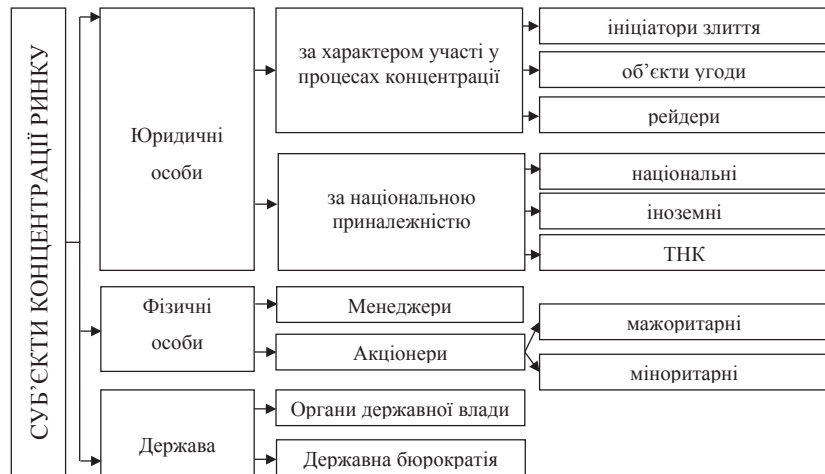 СУБ’ЄКТИ КОНЦЕНТРАЦІЇ РИНКУ
Юридичні
особи
за характером участі у
процесах концентрації
ініціатори злиття
об’єкти угоди
рейдери
за національною
приналежністю
національні
іноземні
ТНК
Фізичні
особи
Менеджери
Акціонери
мажоритарні
міноритарні
Держава
Органи державної влади
Державна бюрократія